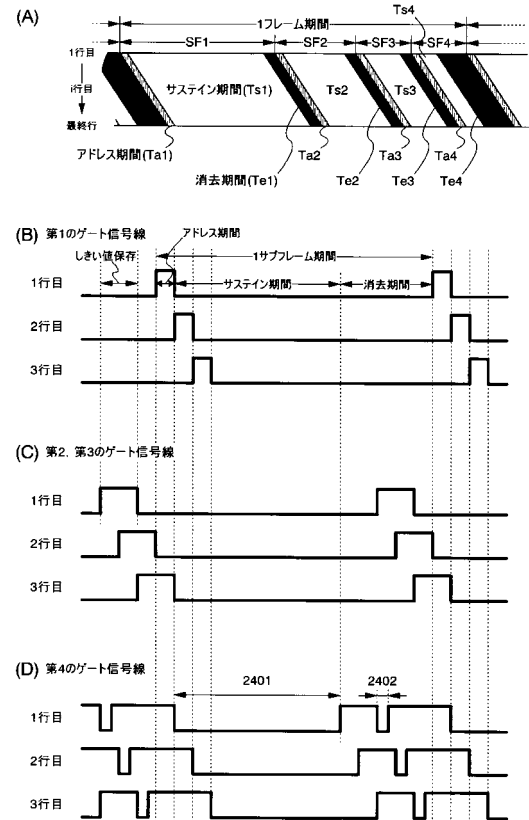 (A)
1フレーム期間
Ts4
SF1
SF2
SF3
SF4
1行目
i行目
最終行
サステイン期間(Ts1)
Ts2
Ts3
アドレス期間(Ta1)
Ta2
Ta3
Ta4
消去期間(Te1)
Te2
Te3
Te4
(B) 第1のゲート信号線
アドレス期間
しきい値保存
1サブフレーム期間
1行目
サステイン期間
消去期間
2行目
3行目
(C) 第2、第3のゲート信号線
1行目
2行目
3行目
(D) 第4のゲート信号線
2401
2402
1行目
2行目
3行目